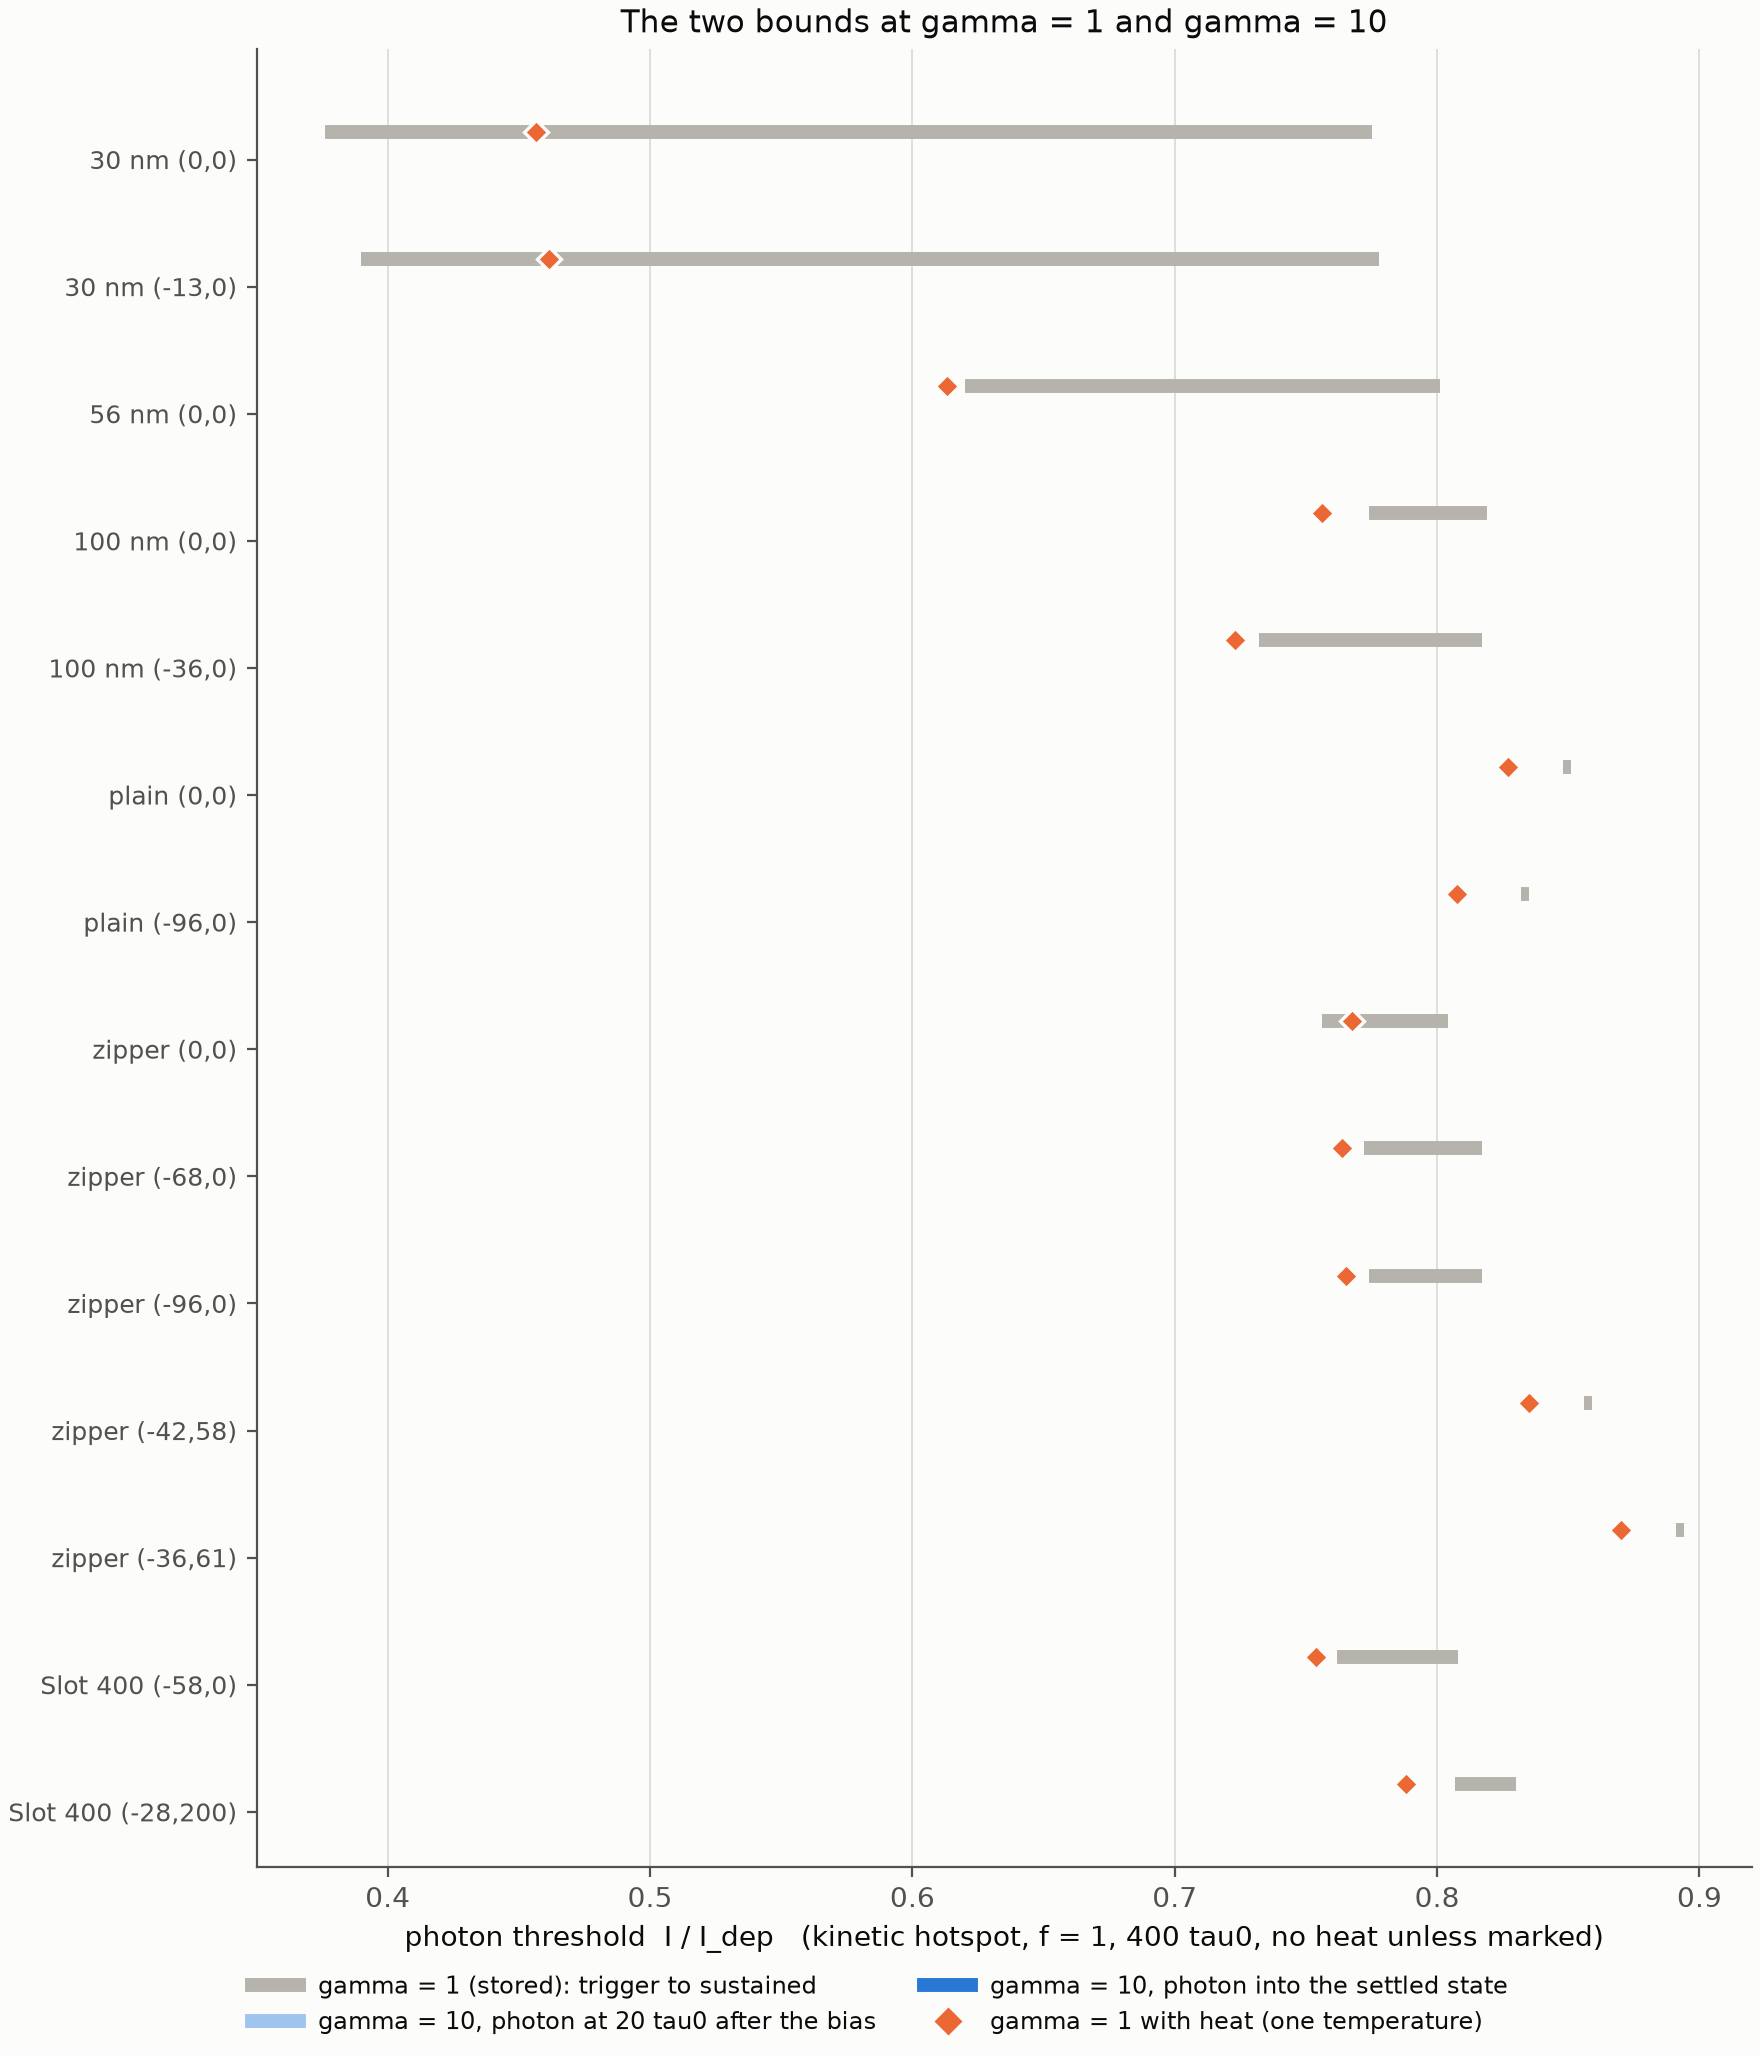 The two bounds at gamma = 1 and gamma = 10
30 nm (0,0)
30 nm (-13,0)
56 nm (0,0)
100 nm (0,0)
100 nm (-36,0)
plain (0,0)
plain (-96,0)
zipper (0,0)
zipper (-68,0)
zipper (-96,0)
zipper (-42,58)
zipper (-36,61)
Slot 400 (-58,0)
Slot 400 (-28,200)
0.4 0.5 0.6 0.7 0.8 0.9
photon threshold I / I_dep (kinetic hotspot, f = 1, 400 tau0, no heat unless marked)
gamma = 1 (stored): trigger to sustained
gamma = 10, photon at 20 tau0 after the bias
gamma = 10, photon into the settled state
gamma = 1 with heat (one temperature)